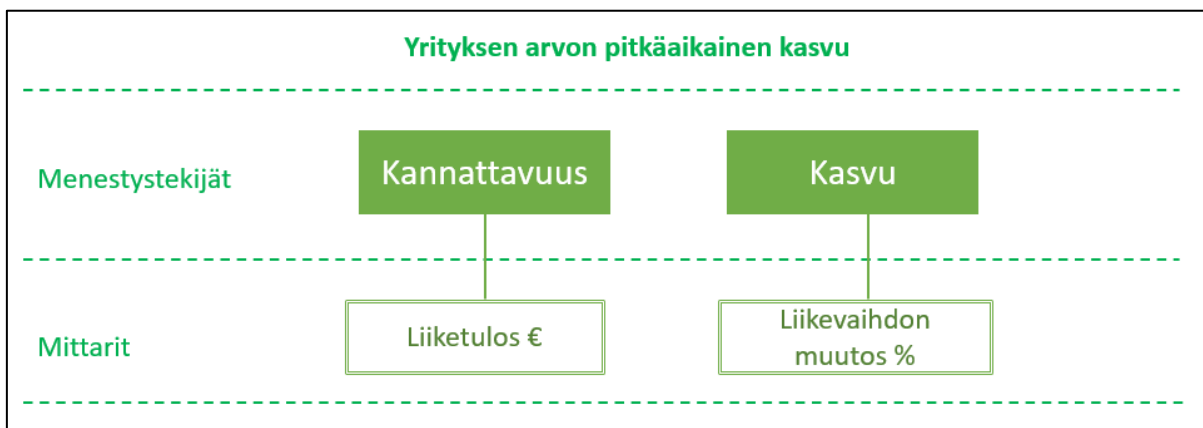 Yrityksen arvon pitkäaikainen kasvu
Menestystekijät
Kannattavuus
Kasvu
Mittarit
Liiketulos €
Liikevaihdon
muutos %